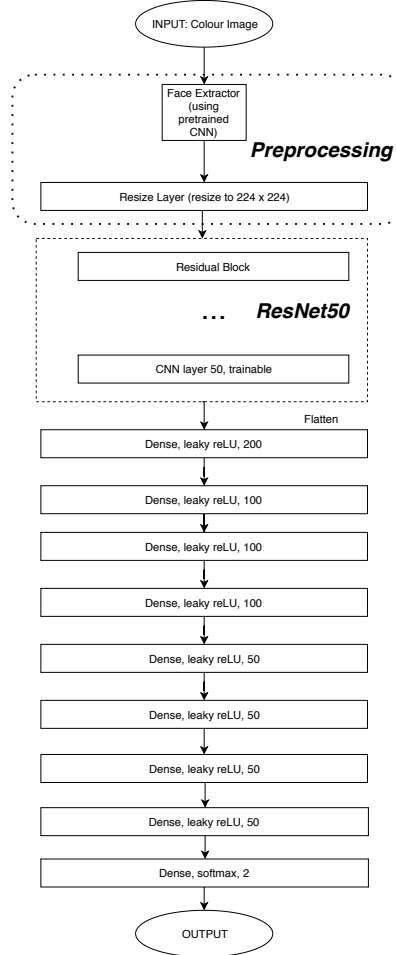 INPUT: Colour Image
Face Extractor
(using
pretrained
CNN)
Preprocessing
Resize Layer (resize to 224 x 224)
Residual Block
... ResNet50
CNN layer 50, trainable
Flatten
Dense, leaky reLU, 200
Dense, leaky reLU, 100
Dense, leaky reLU, 100
Dense, leaky reLU, 100
Dense, leaky reLU, 50
Dense, leaky reLU, 50
Dense, leaky reLU, 50
Dense, leaky reLU, 50
Dense, softmax, 2
OUTPUT